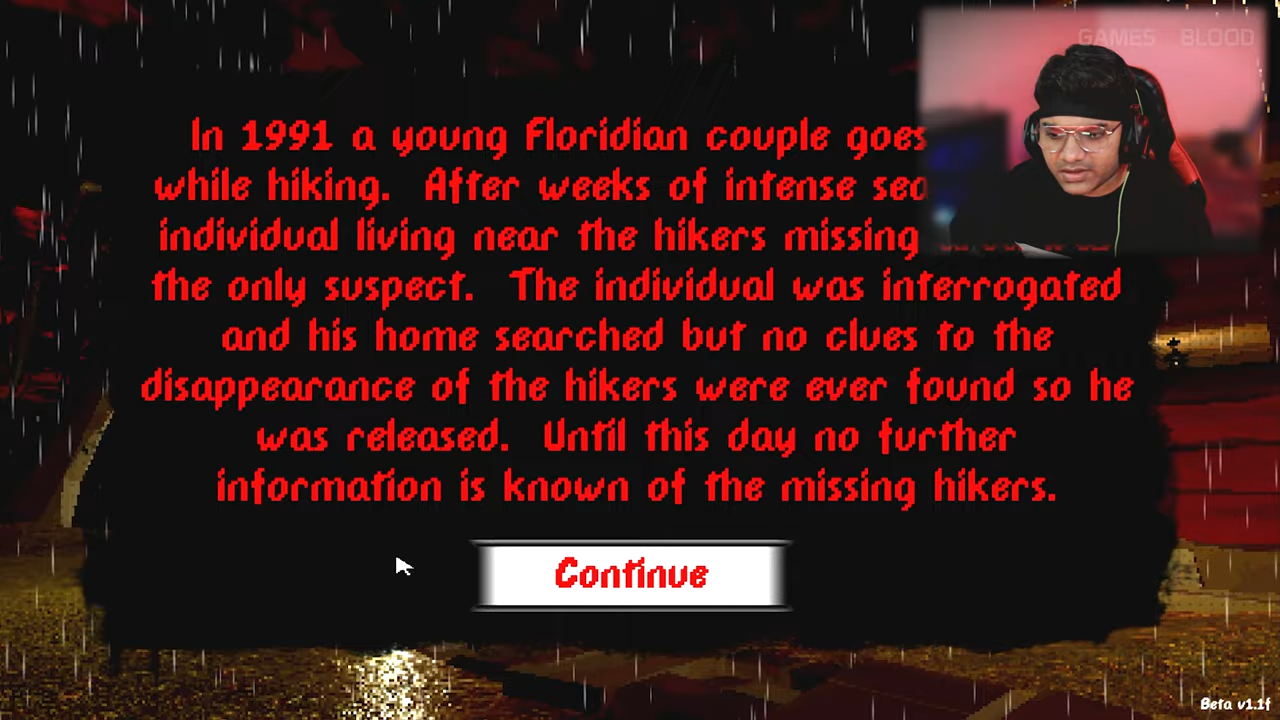 GAMES BLOOD
In 1991 a young Floridian couple goes
while hiking. After weeks of intense
individual living near the hikers missing
the only suspect. The individual was interrogated
and his home searched but no clues to the
disappearance of the hikers were ever found so he
was released. Until this day no further
information is known of the missing hikers.
Continue
Beta v1.1f